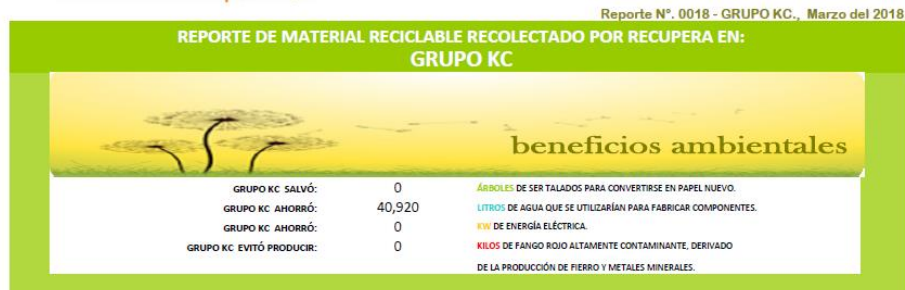 Reporte N°. 0018 - GRUPO KC., Marzo del 2018
REPORTE DE MATERIAL RECICLABLE RECOLECTADO POR RECUPERA EN:
GRUPO KC
beneficios ambientales
GRUPO KC SALVÓ: 0 ÁRBOLES DE SER TALADOS PARA CONVERTIRSE EN PAPEL NUEVO.
GRUPO KC AHORRÓ: 40,920 LITROS DE AGUA QUE SE UTILIZARÍAN PARA FABRICAR COMPONENTES.
GRUPO KC AHORRÓ: 0 KW DE ENERGÍA ELÉCTRICA.
GRUPO KC EVITÓ PRODUCIR: 0 KILOS DE FANGO ROJO ALTAMENTE CONTAMINANTE, DERIVADO
DE LA PRODUCCIÓN DE FIERRO Y METALES MINERALES.